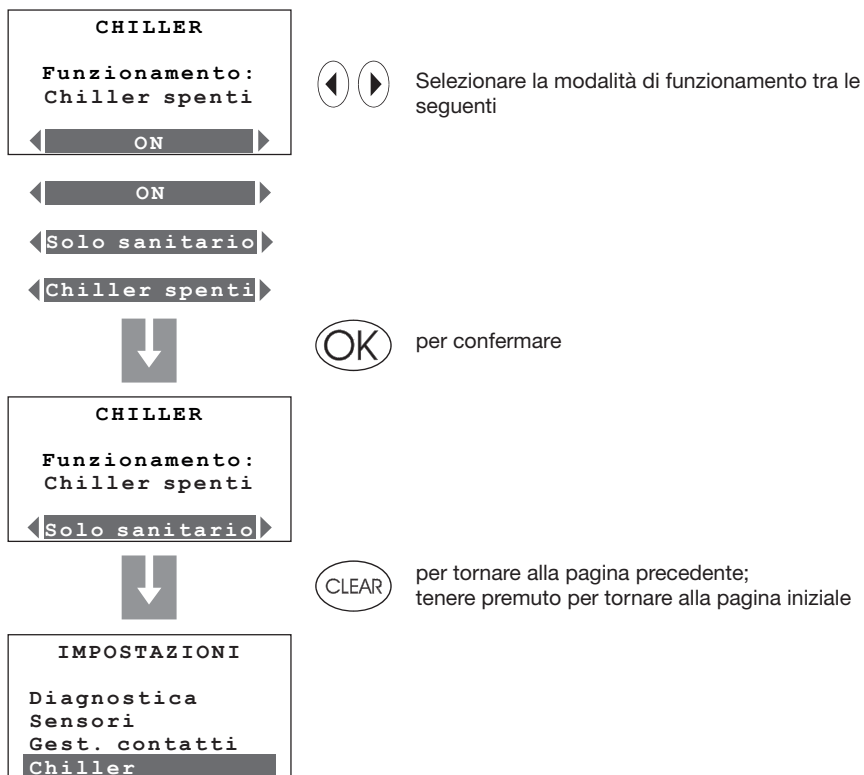 CHILLER
Funzionamento:
Chiller spenti
ON
Selezionare la modalità di funzionamento tra le
seguenti
ON
Solo sanitario
Chiller spenti
OK
per confermare
CHILLER
Funzionamento:
Chiller spenti
Solo sanitario
CLEAR
per tornare alla pagina precedente;
tenere premuto per tornare alla pagina iniziale
IMPOSTAZIONI
Diagnostica
Sensori
Gest. contatti
Chiller